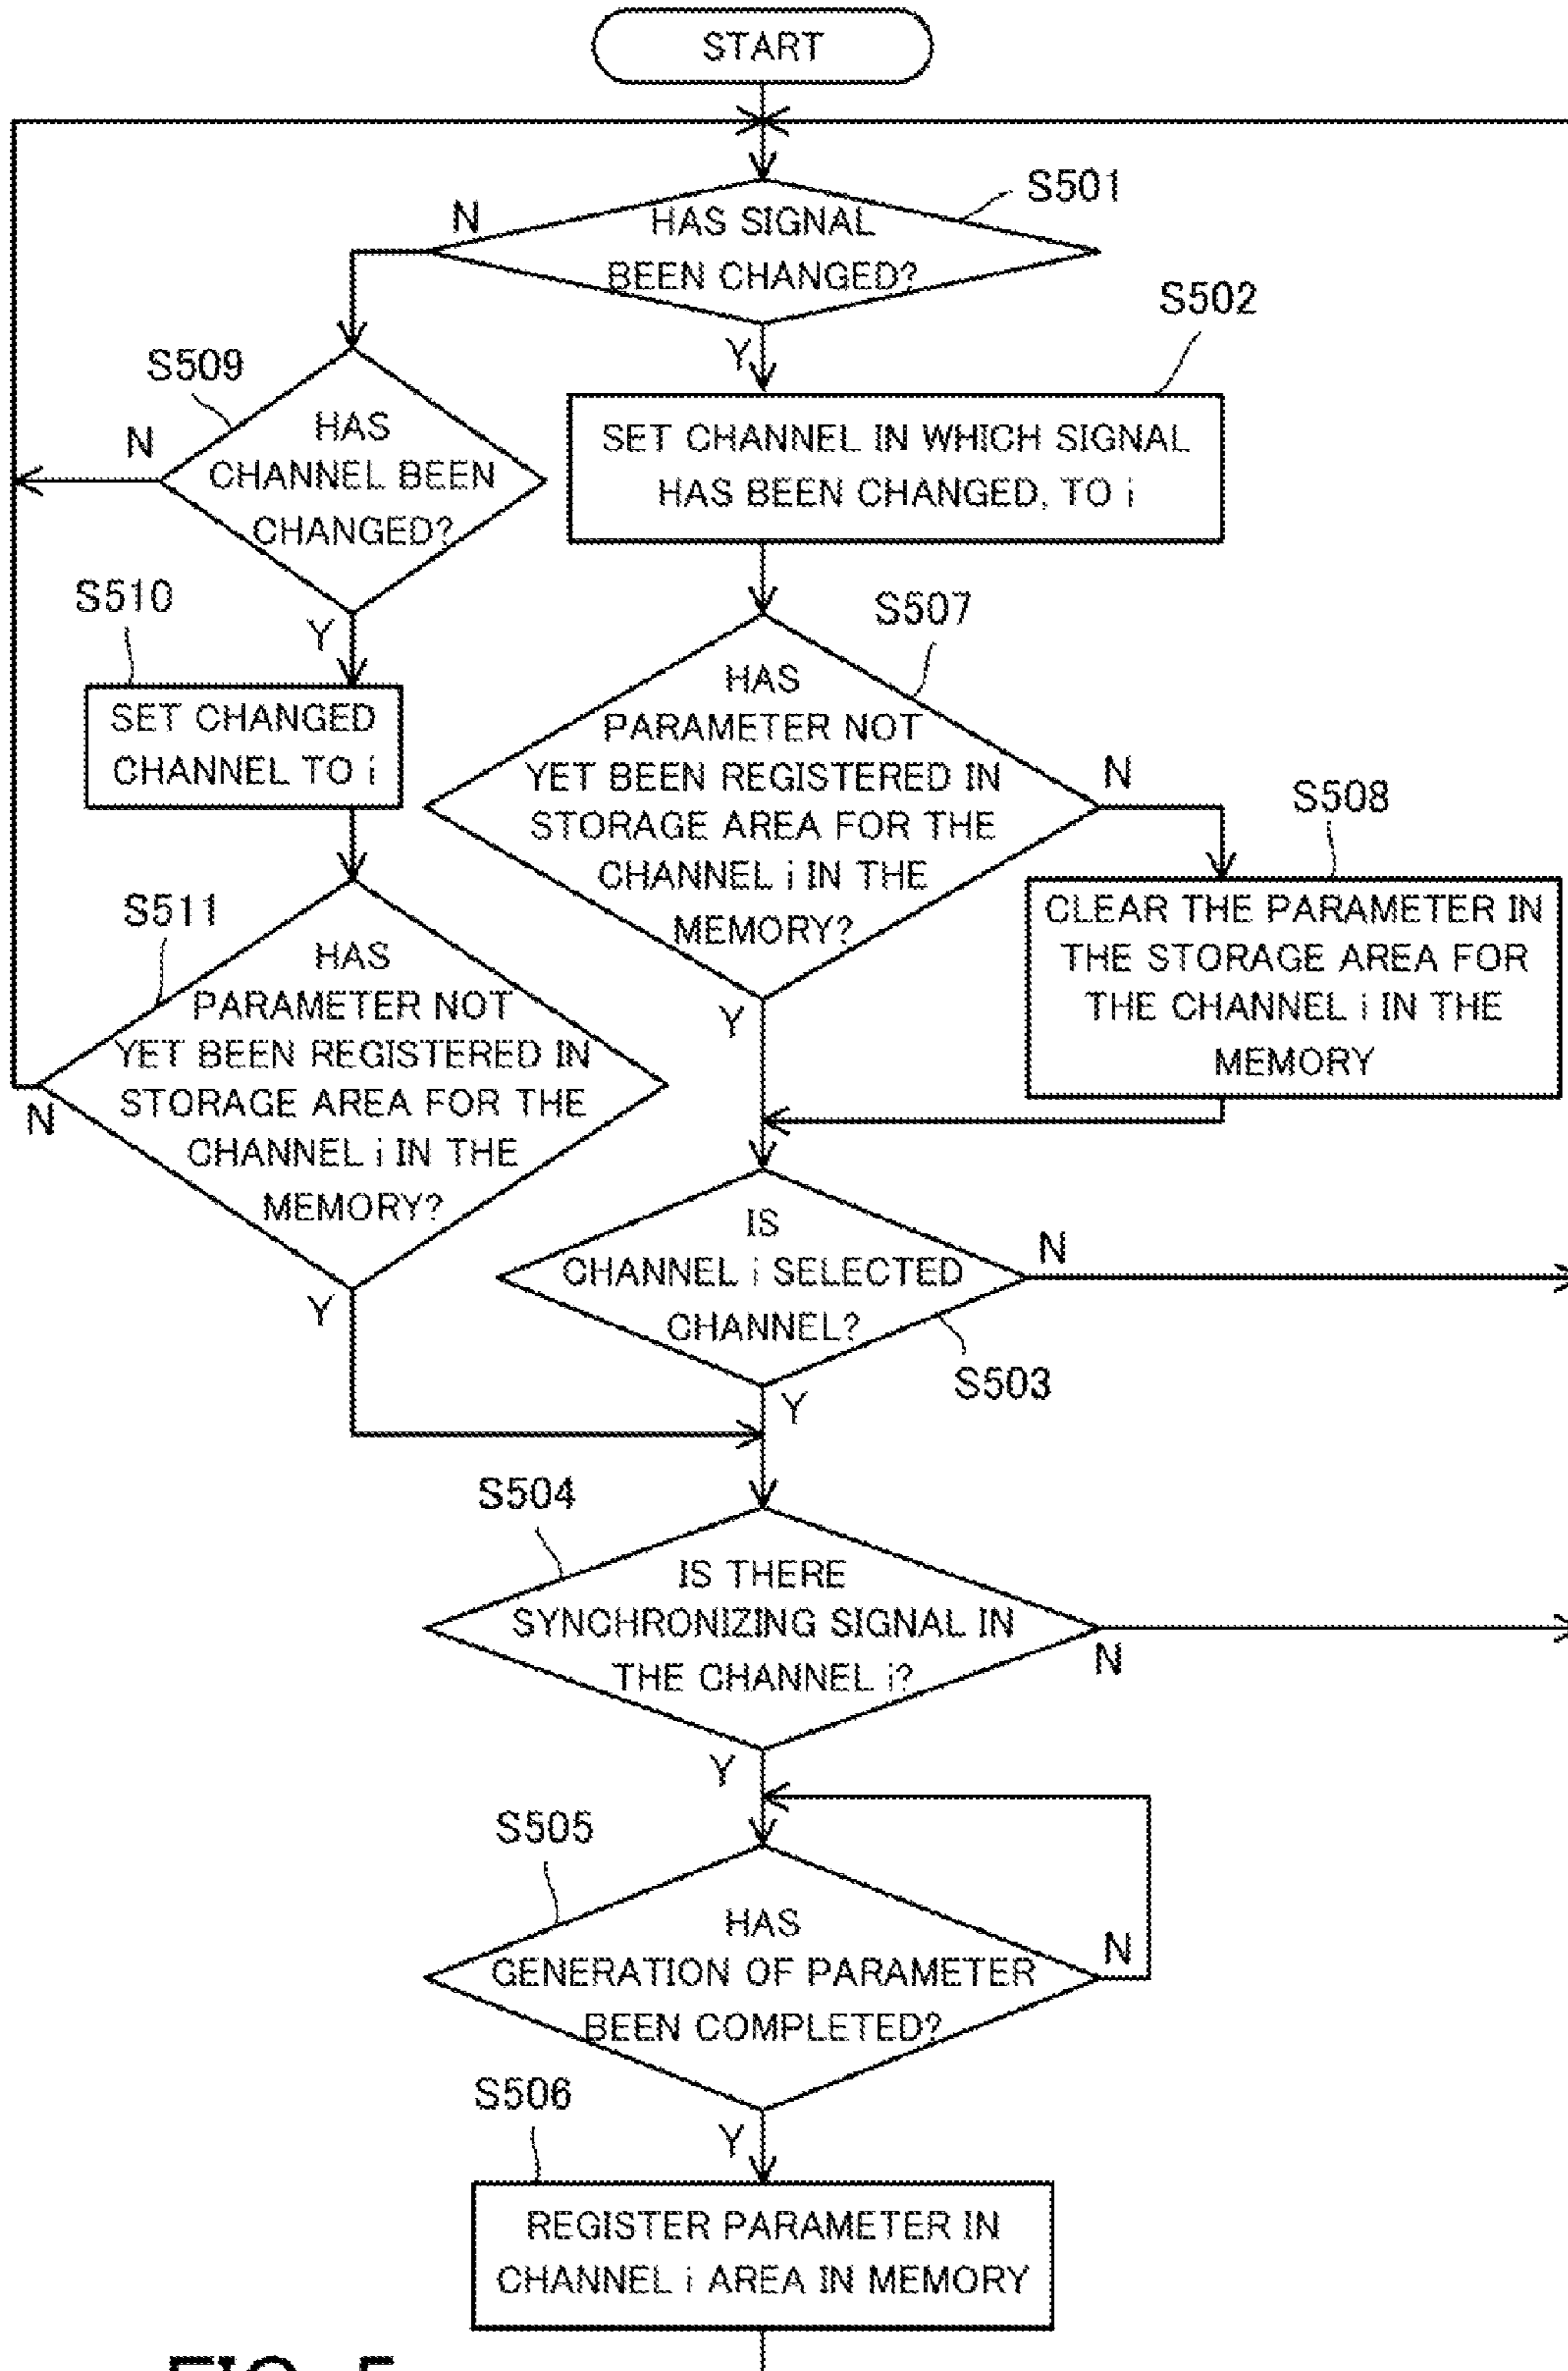 START
S501
N
HAS SIGNAL
BEEN CHANGED?
Y
S502
SET CHANNEL IN WHICH SIGNAL
HAS BEEN CHANGED, TO i
S509
N
HAS
CHANNEL BEEN
CHANGED?
Y
S510
SET CHANGED
CHANNEL TO i
S507
HAS
PARAMETER NOT
YET BEEN REGISTERED IN
STORAGE AREA FOR THE
CHANNEL i IN THE
MEMORY?
N
Y
S508
CLEAR THE PARAMETER IN
THE STORAGE AREA FOR
THE CHANNEL i IN THE
MEMORY
S511
HAS
PARAMETER NOT
YET BEEN REGISTERED IN
STORAGE AREA FOR THE
CHANNEL i IN THE
MEMORY?
N
Y
IS
CHANNEL i SELECTED
CHANNEL?
N
S503
Y
S504
IS THERE
SYNCHRONIZING SIGNAL IN
THE CHANNEL i?
N
Y
S505
HAS
GENERATION OF PARAMETER
BEEN COMPLETED?
N
S506
Y
REGISTER PARAMETER IN
CHANNEL i AREA IN MEMORY
FIG. 5